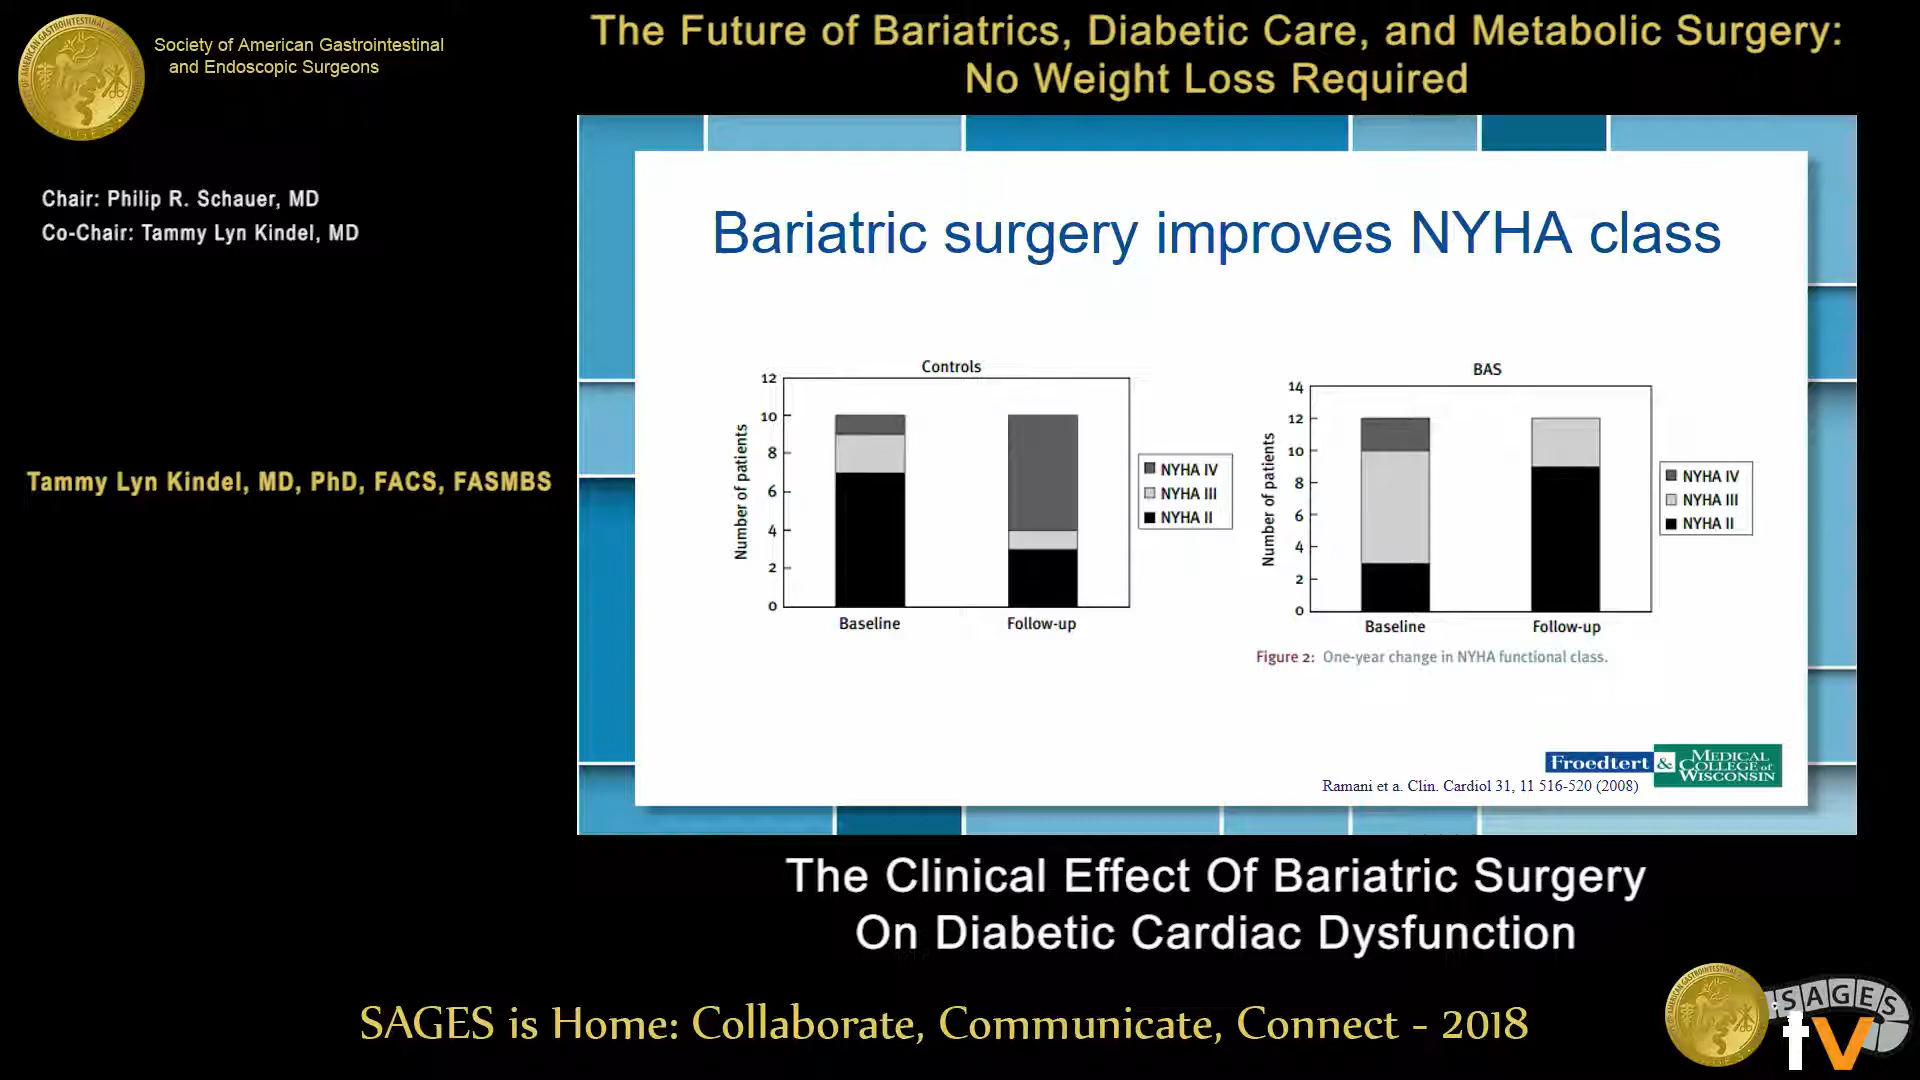 Society of American Gastrointestinal
and Endoscopic Surgeons
The Future of Bariatrics, Diabetic Care, and Metabolic Surgery:
No Weight Loss Required
Chair: Philip R. Schauer, MD
Co-Chair: Tammy Lyn Kindel, MD
Tammy Lyn Kindel, MD, PhD, FACS, FASMBS
Bariatric surgery improves NYHA class
Controls
12
10
8
6
4
2
0
Number of patients
Baseline
Follow-up
NYHA IV
NYHA III
NYHA II
BAS
14
12
10
8
6
4
2
0
Number of patients
Baseline
Follow-up
NYHA IV
NYHA III
NYHA II
Figure 2: One-year change in NYHA functional class.
Froedtert &
MEDICAL
COLLEGE of
WISCONSIN
Ramani et a. Clin. Cardiol 31, 11 516-520 (2008)
The Clinical Effect Of Bariatric Surgery
On Diabetic Cardiac Dysfunction
SAGES is Home: Collaborate, Communicate, Connect - 2018
SAGES
tv